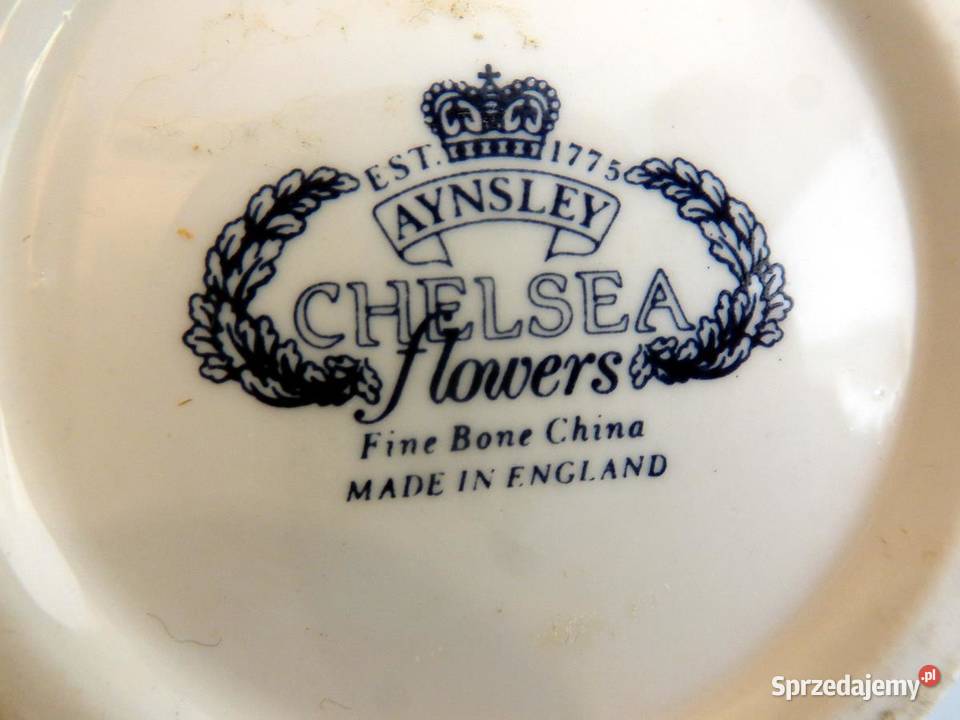 EST. 1775
AYNSLEY
CHELSEA
flowers
Fine Bone China
MADE IN ENGLAND
Sprzedajemy.pl